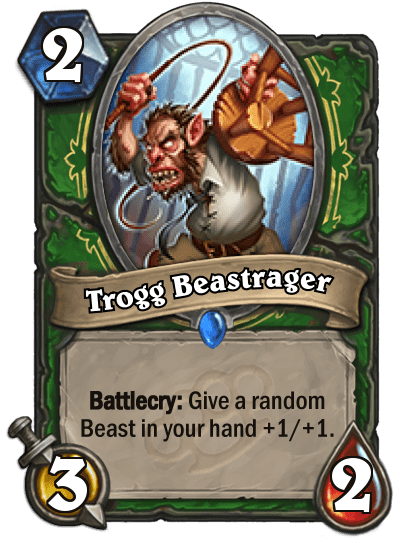 2
Trogg Beastrager
Battlecry: Give a random
Beast in your hand +1/+1.
3
2